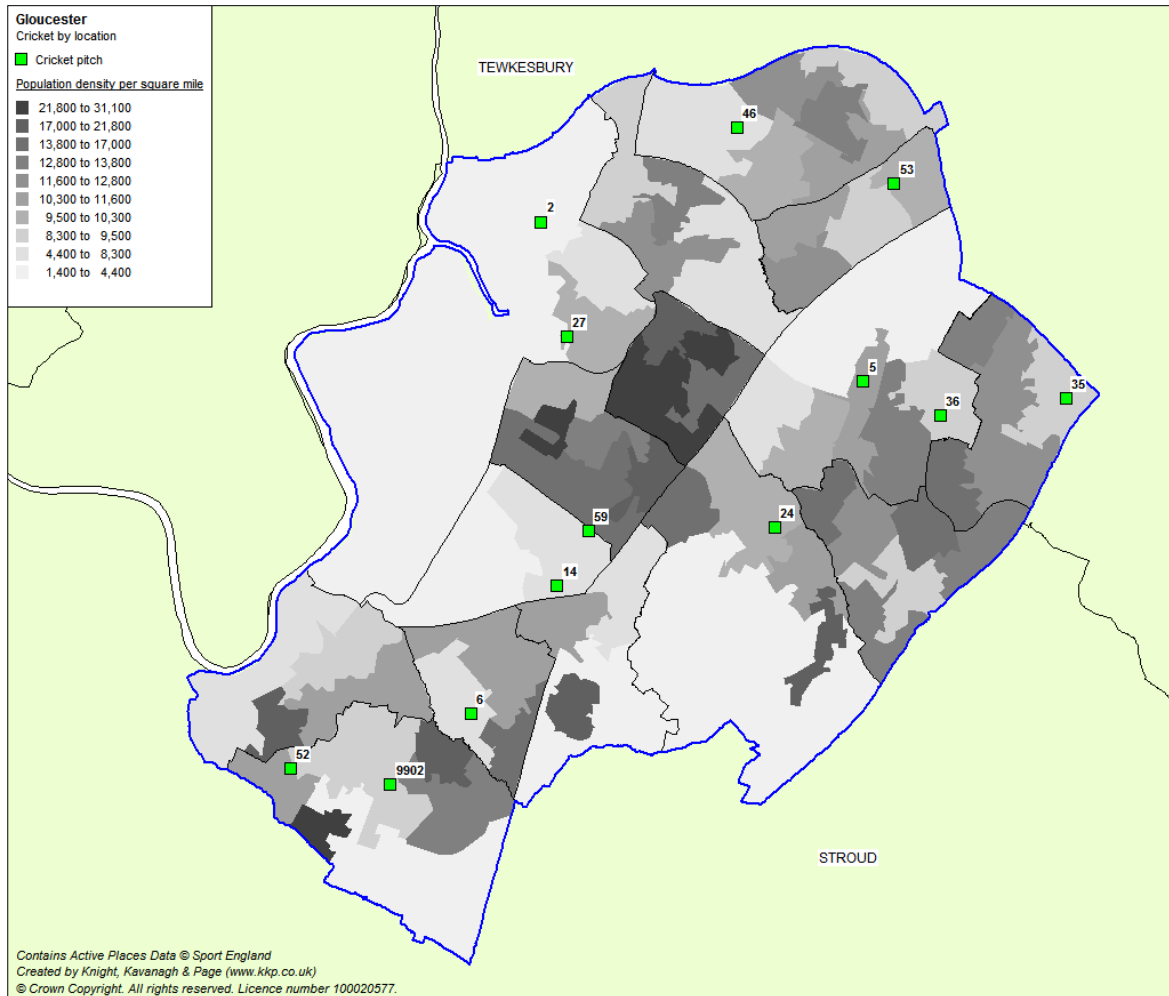 Gloucester
Cricket by location
Cricket pitch
Population density per square mile
21,800 to 31,100
17,000 to 21,800
13,800 to 17,000
12,800 to 13,800
11,600 to 12,800
10,300 to 11,600
9,500 to 10,300
8,300 to 9,500
4,400 to 8,300
1,400 to 4,400
TEWKESBURY
46
53
2
27
5
35
36
59
24
14
6
52
9902
STROUD
Contains Active Places Data © Sport England
Created by Knight, Kavanagh & Page (www.kkp.co.uk)
© Crown Copyright. All rights reserved. Licence number 100020577.